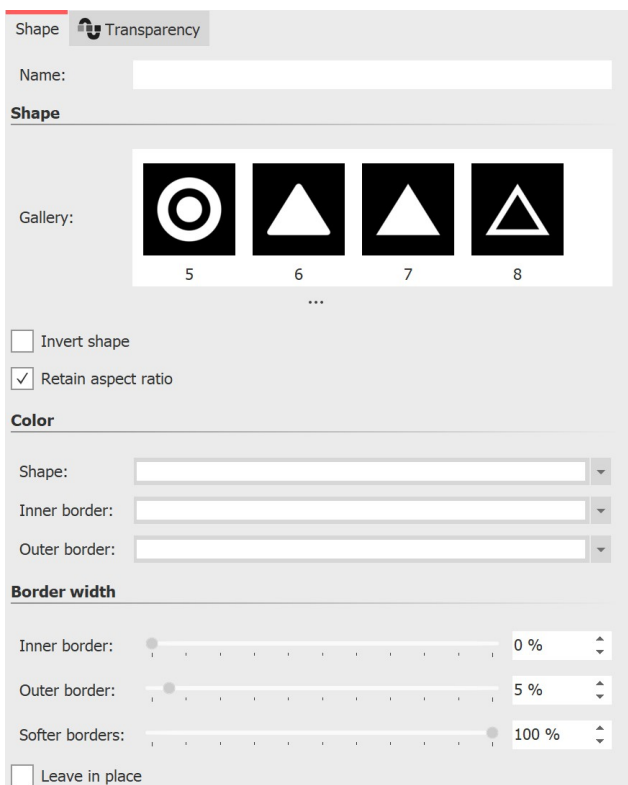 Shape Transparency
Name:
Shape
Gallery:
5 6 7 8
...
Invert shape
Retain aspect ratio
Color
Shape:
Inner border:
Outer border:
Border width
Inner border: 0 %
Outer border: 5 %
Softer borders: 100 %
Leave in place